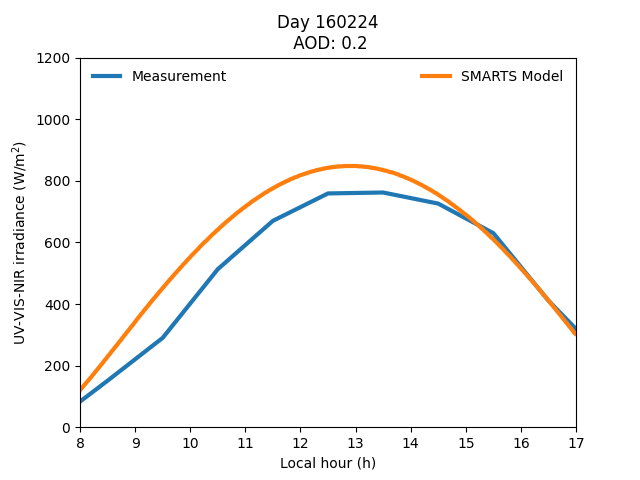 Day 160224
AOD: 0.2
Measurement
SMARTS Model
UV-VIS-NIR irradiance (W/m²)
1200
1000
800
600
400
200
0
8 9 10 11 12 13 14 15 16 17
Local hour (h)